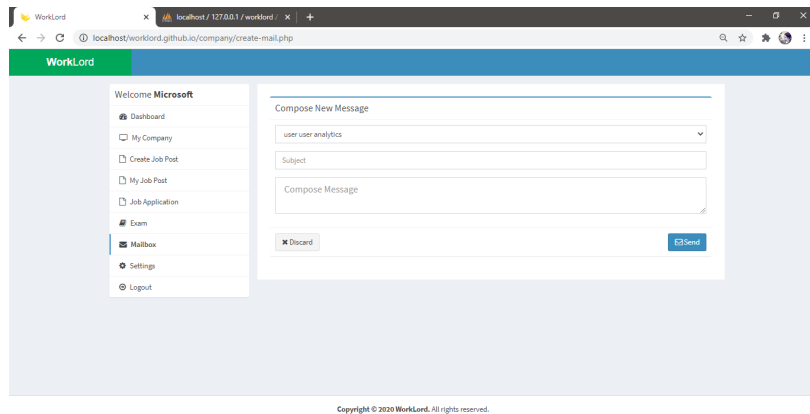 WorkLord
localhost / 127.0.0.1 / worklord /
localhost/worklord.github.io/company/create-mail.php
WorkLord
Welcome Microsoft
Dashboard
My Company
Create Job Post
My Job Post
Job Application
Exam
Mailbox
Settings
Logout
Compose New Message
user user analytics
Subject
Compose Message
Discard
Send
Copyright © 2020 WorkLord. All rights reserved.